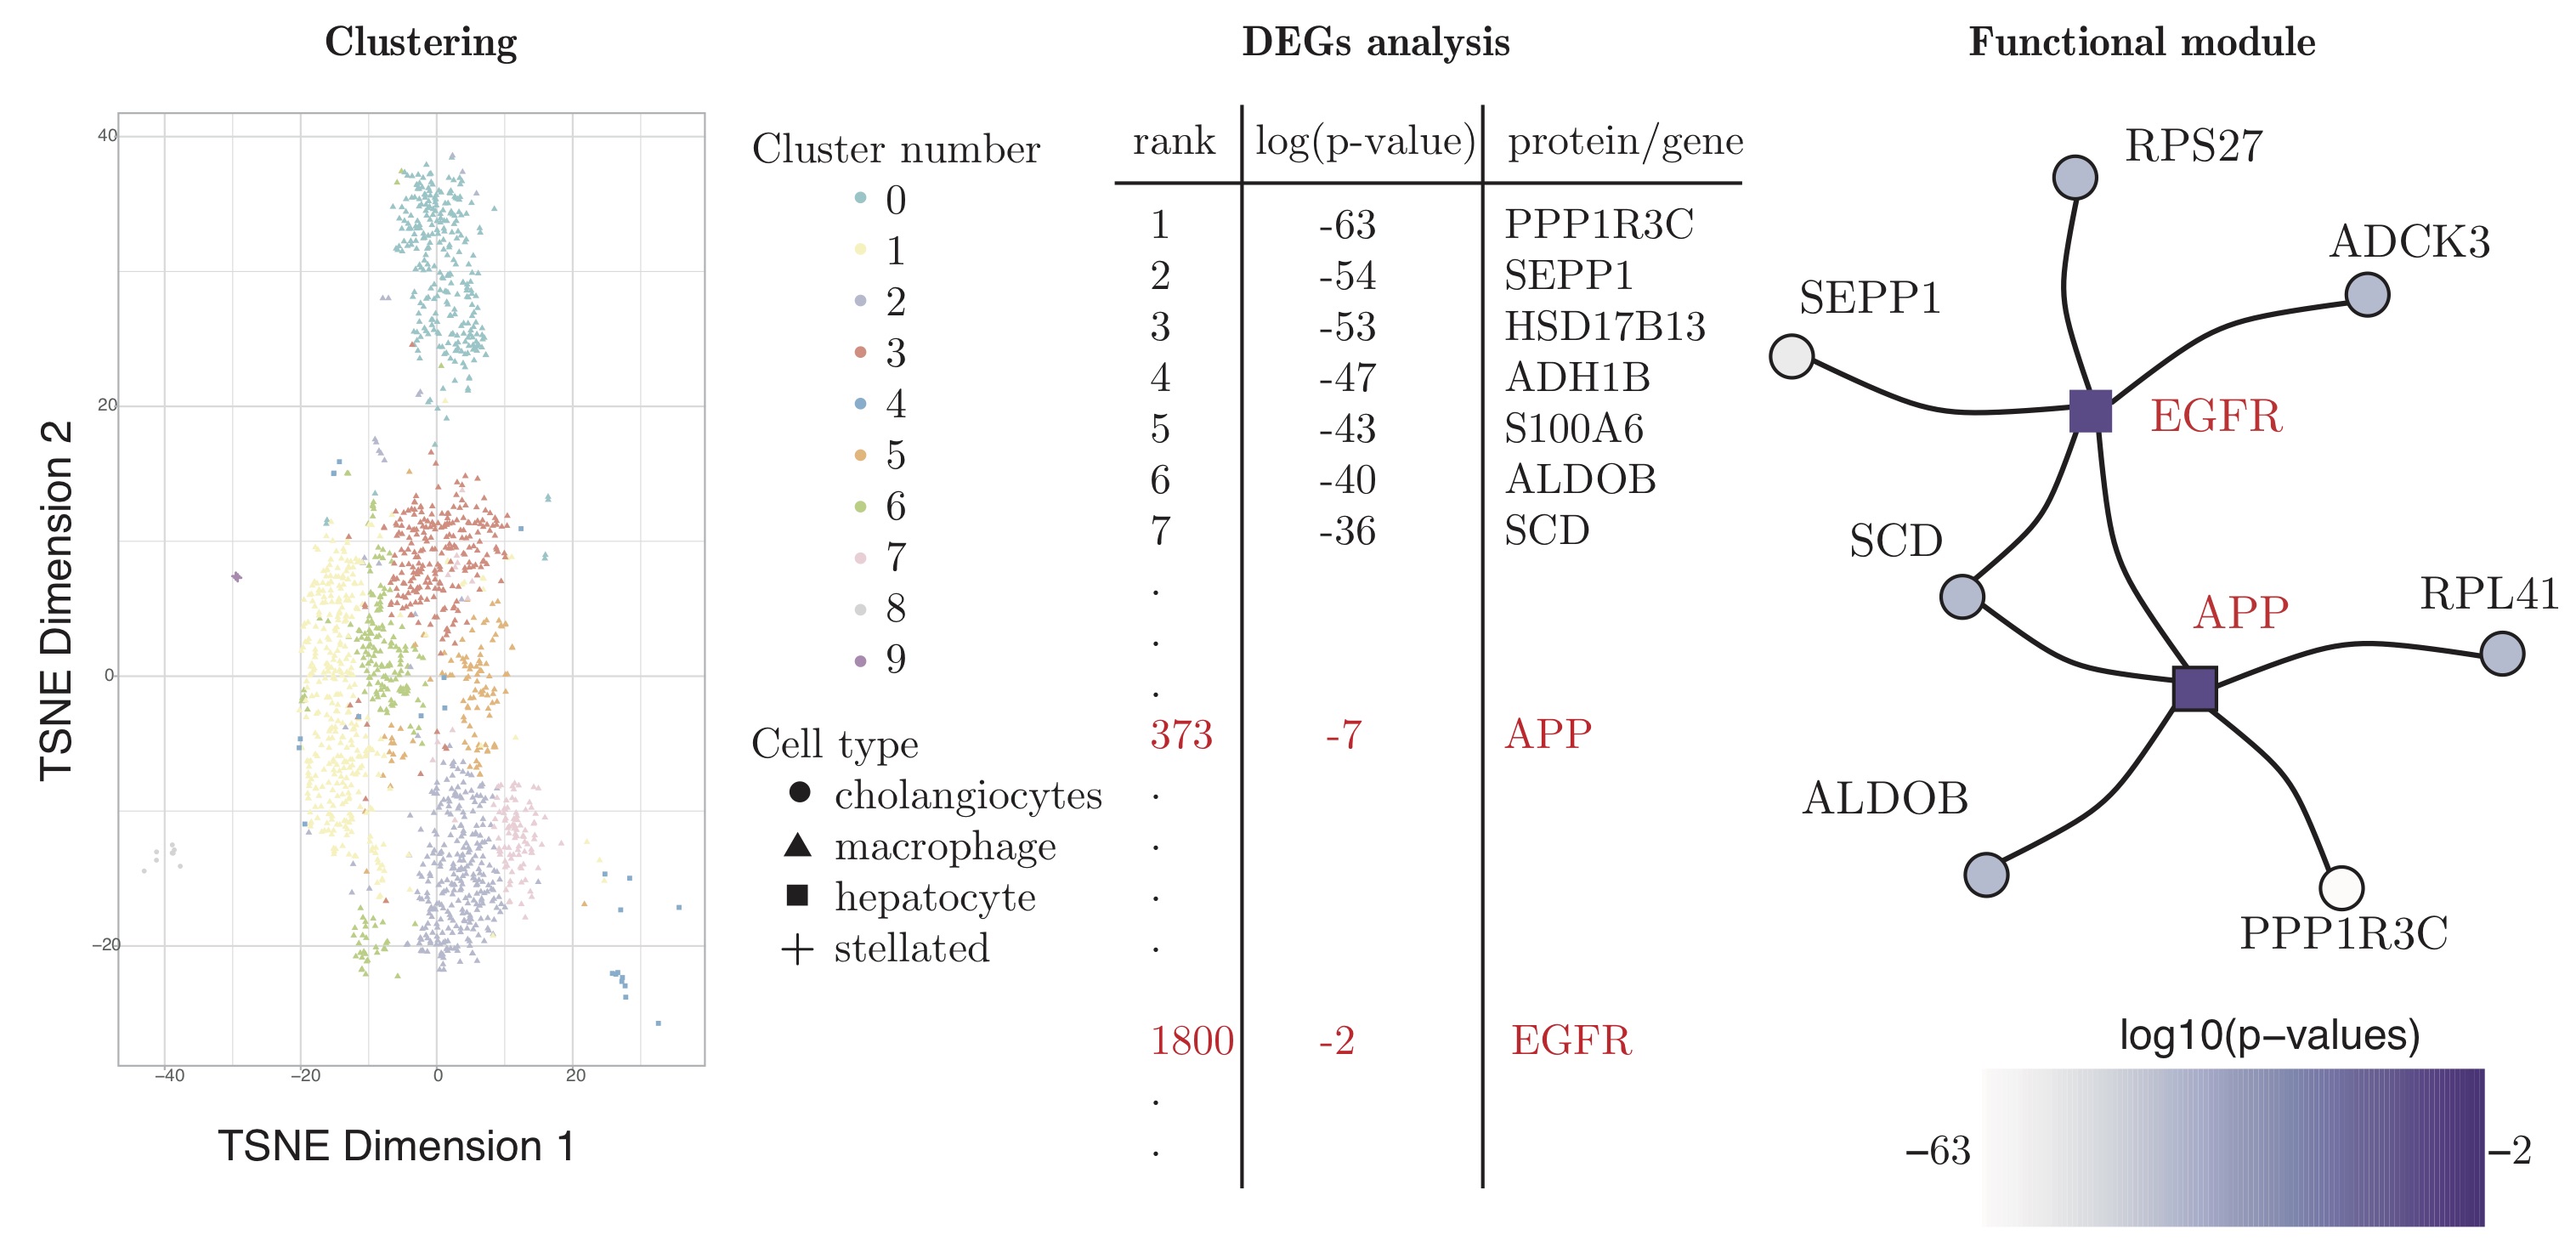 Clustering
40
20
0
−20
−40
−20
0
20
TSNE Dimension 2
TSNE Dimension 1
Cluster number
0
1
2
3
4
5
6
7
8
9
Cell type
cholangiocytes
macrophage
hepatocyte
stellated
DEGs analysis
rank log(p-value) protein/gene
1 -63 PPP1R3C
2 -54 SEPP1
3 -53 HSD17B13
4 -47 ADH1B
5 -43 S100A6
6 -40 ALDOB
7 -36 SCD
.
.
.
373 -7 APP
.
.
.
.
1800 -2 EGFR
.
.
Functional module
RPS27
ADCK3
SEPP1
EGFR
SCD
APP
RPL41
ALDOB
PPP1R3C
log10(p−values)
−63
−2